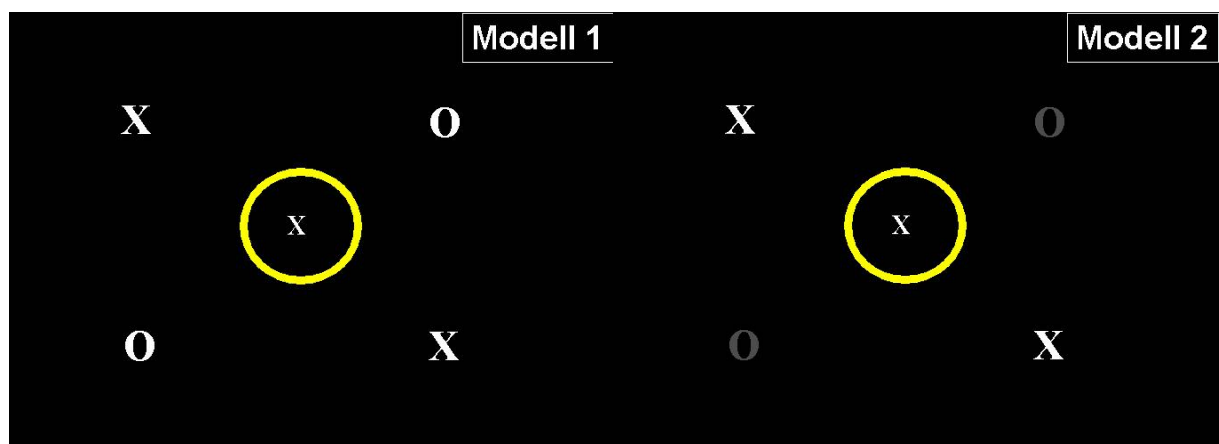 Modell 1
X O
X
O X
Modell 2
X O
X
O X